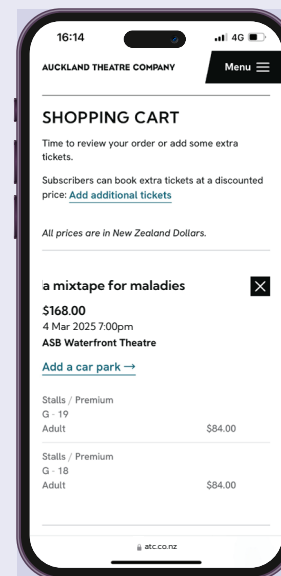 16:14
4G
AUCKLAND THEATRE COMPANY
Menu
SHOPPING CART
Time to review your order or add some extra
tickets.
Subscribers can book extra tickets at a discounted
price: Add additional tickets
All prices are in New Zealand Dollars.
a mixtape for maladies
$168.00
4 Mar 2025 7:00pm
ASB Waterfront Theatre
Add a car park →
Stalls / Premium
G - 19
Adult $84.00
Stalls / Premium
G - 18
Adult $84.00
atc.co.nz